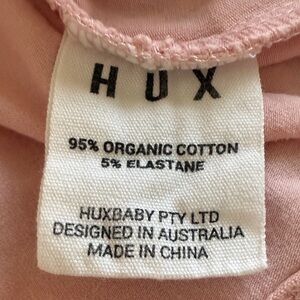 HUX
95% ORGANIC COTTON
5% ELASTANE
HUXBABY PTY LTD
DESIGNED IN AUSTRALIA
MADE IN CHINA